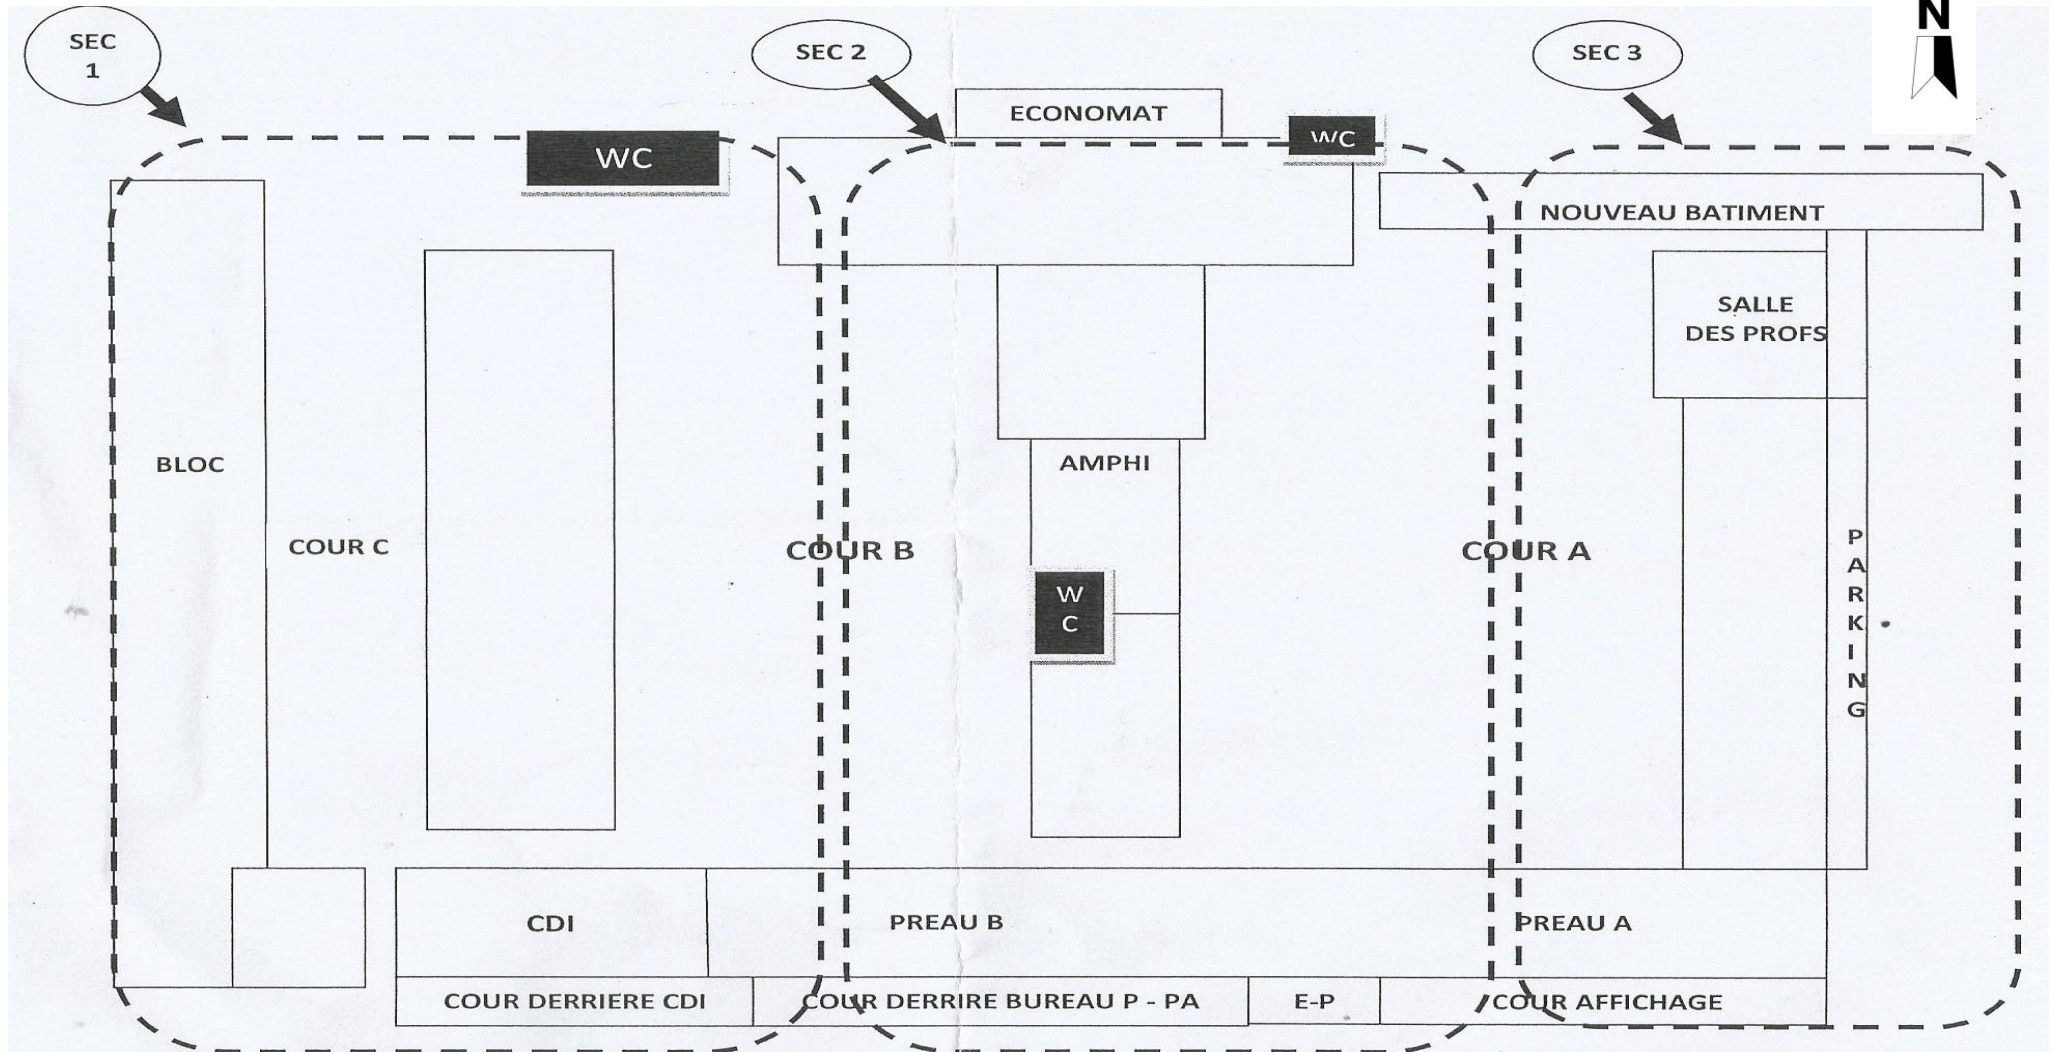 N
SEC
1
SEC 2
SEC 3
ECONOMAT
WC
WC
NOUVEAU BATIMENT
SALLE
DES PROFS
BLOC
AMPHI
COUR C
COUR B
COUR A
W
C
P
A
R
K
I
N
G
CDI
PREAU B
PREAU A
COUR DERRIERE CDI
COUR DERRIRE BUREAU P - PA
E-P
COUR AFFICHAGE